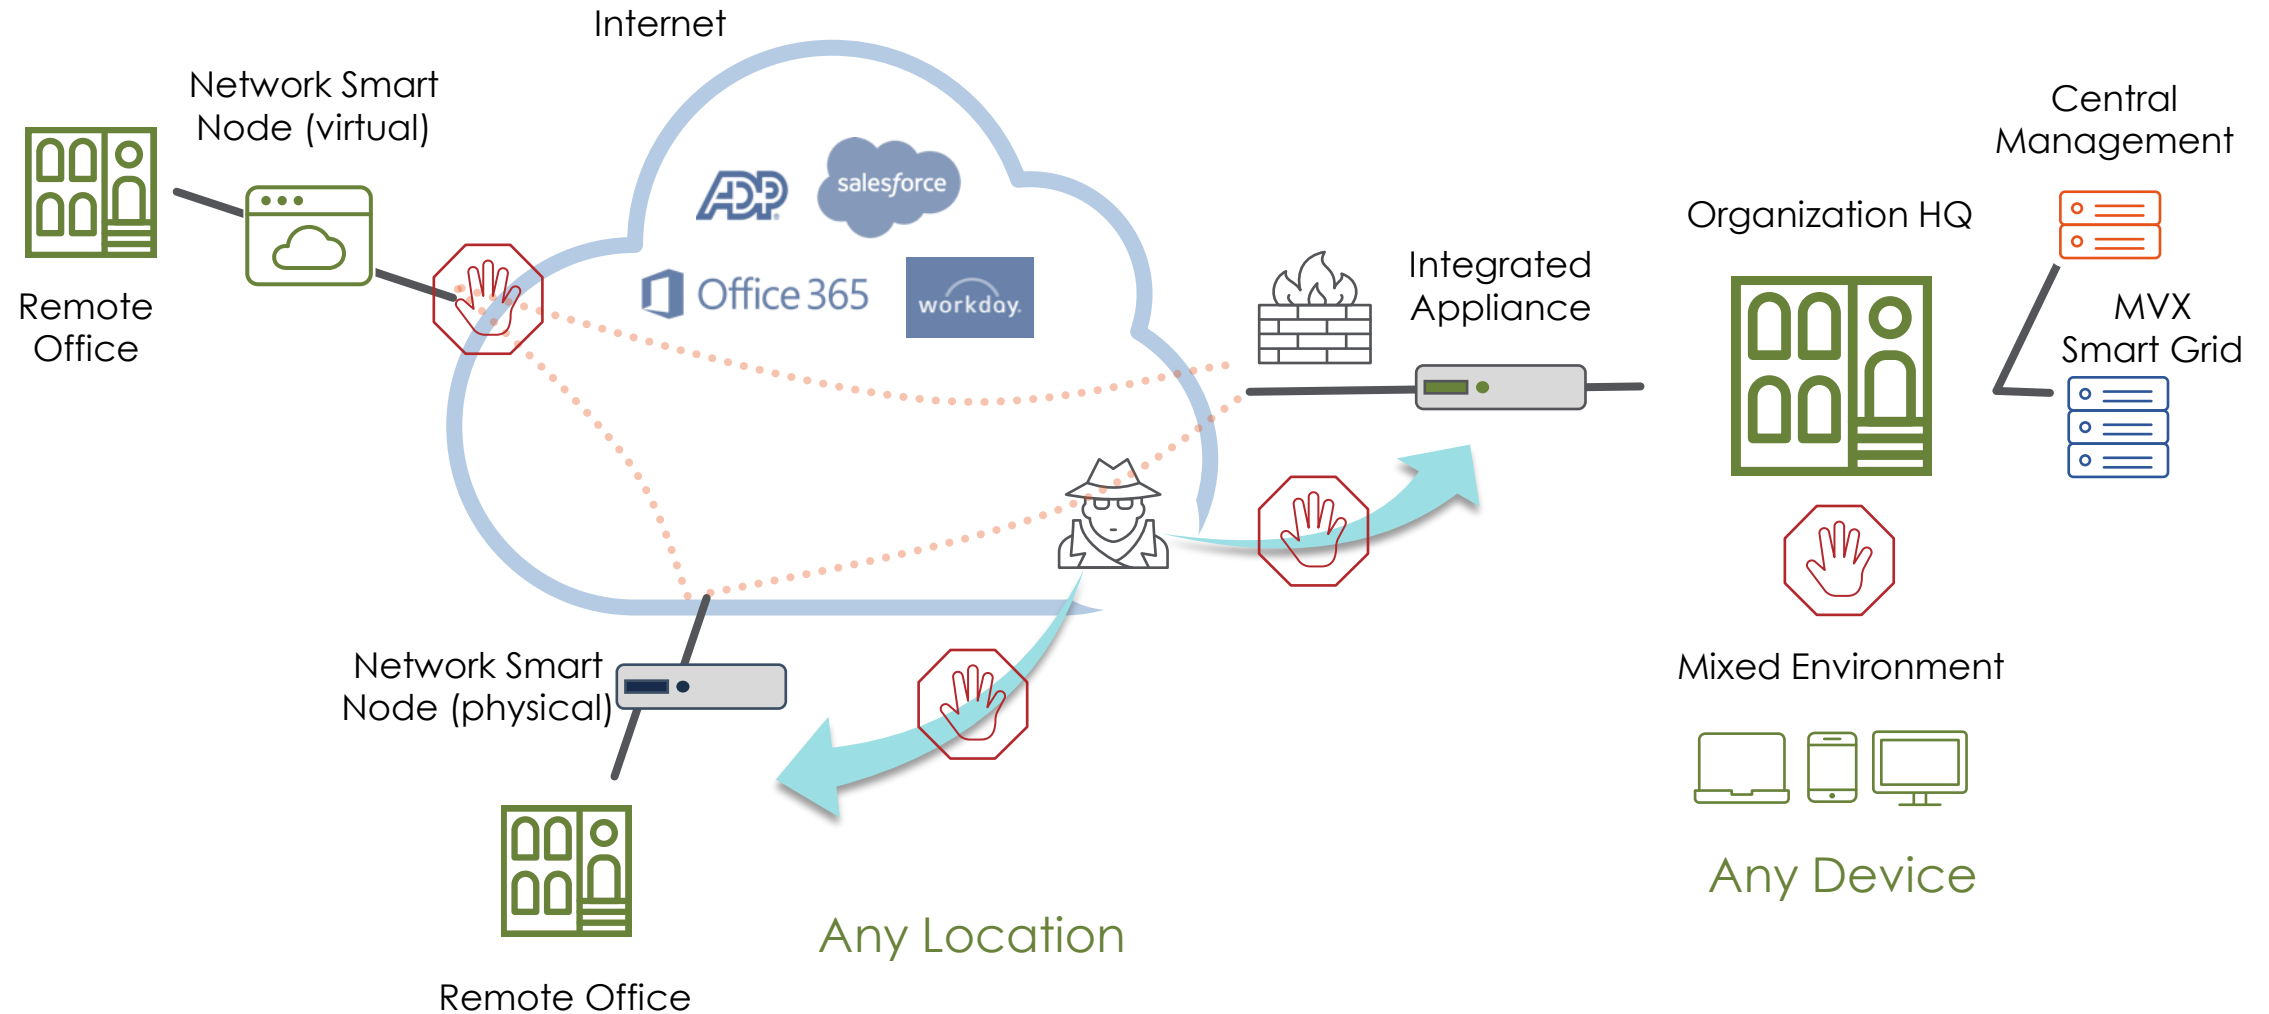 Internet
Network Smart
Node (virtual)
Remote
Office
ADP
salesforce
Office 365
workday.
Integrated
Appliance
Organization HQ
Central
Management
MVX
Smart Grid
Network Smart
Node (physical)
Remote Office
Any Location
Mixed Environment
Any Device